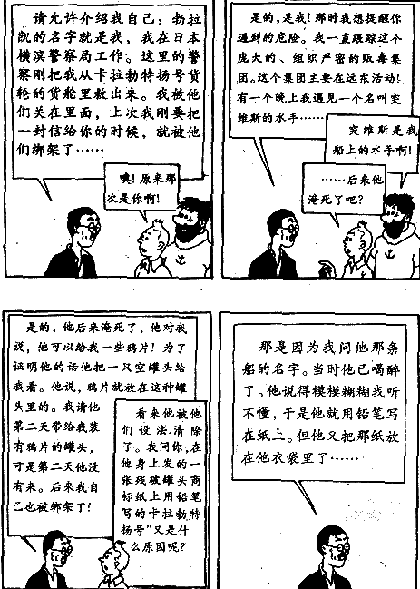 请允许介绍我自己：勃拉
凯的名字就是我，我在日本
横滨警察局工作。这里的警
察刚把我从卡拉勃特扬号货
轮的货舱里救出来。我被他
们关在里面，上次我刚要把
一封信给你的时候，就被他
们绑架了……
噢！原来那
次是你啊！
是的，是我！那时我想提醒你
遇到的危险。我一直跟踪这个
庞大的、组织严密的贩毒集
团。这个集团主要在远东活动！
有一个晚上我遇见一个名叫突
维斯的水手……
突维斯是我
船上的水手啊！
……后来他
淹死了吧？
是的，他后来淹死了，他对我
说，他可以给我一些鸦片！为了
证明他的话他把一只空罐头给
我看。他说，鸦片就放在这种罐
头里的。我请他
第二天带给我装
有鸦片的罐头，
可是第二天他没
有来。后来我自
己也被绑架了！
看来他被他
们设法清除
了。我问你，在
他身上发的一
张残破罐头商
标纸上用铅笔
写的卡拉勃特
扬号"又是什
么原因呢？
那是因为我问他那条
船的名字。当时他已喝醉
了，他说得模模糊糊我听
不懂，于是他就用铅笔写
在纸上。但他又把那纸放
在他衣袋里了……